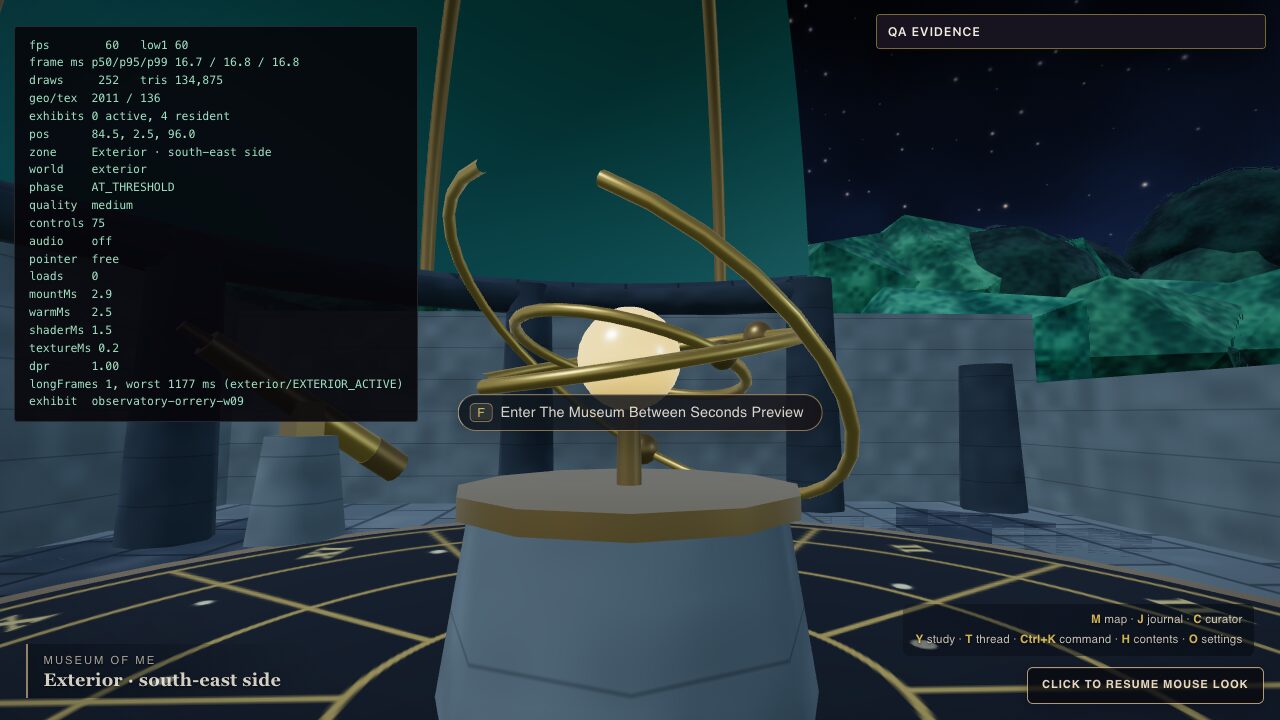 fps 60 low1 60
frame ms p50/p95/p99 16.7 / 16.8 / 16.8
draws 252 tris 134,875
geo/tex 2011 / 136
exhibits 0 active, 4 resident
pos 84.5, 2.5, 96.0
zone Exterior · south-east side
world exterior
phase AT_THRESHOLD
quality medium
controls 75
audio off
pointer free
loads 0
mountMs 2.9
warmMs 2.5
shaderMs 1.5
textureMs 0.2
dpr 1.00
longFrames 1, worst 1177 ms (exterior/EXTERIOR_ACTIVE)
exhibit observatory-orrery-w09
QA EVIDENCE
F Enter The Museum Between Seconds Preview
M map · J journal · C curator
Y study · T thread · Ctrl+K command · H contents · O settings
MUSEUM OF ME
Exterior · south-east side
CLICK TO RESUME MOUSE LOOK